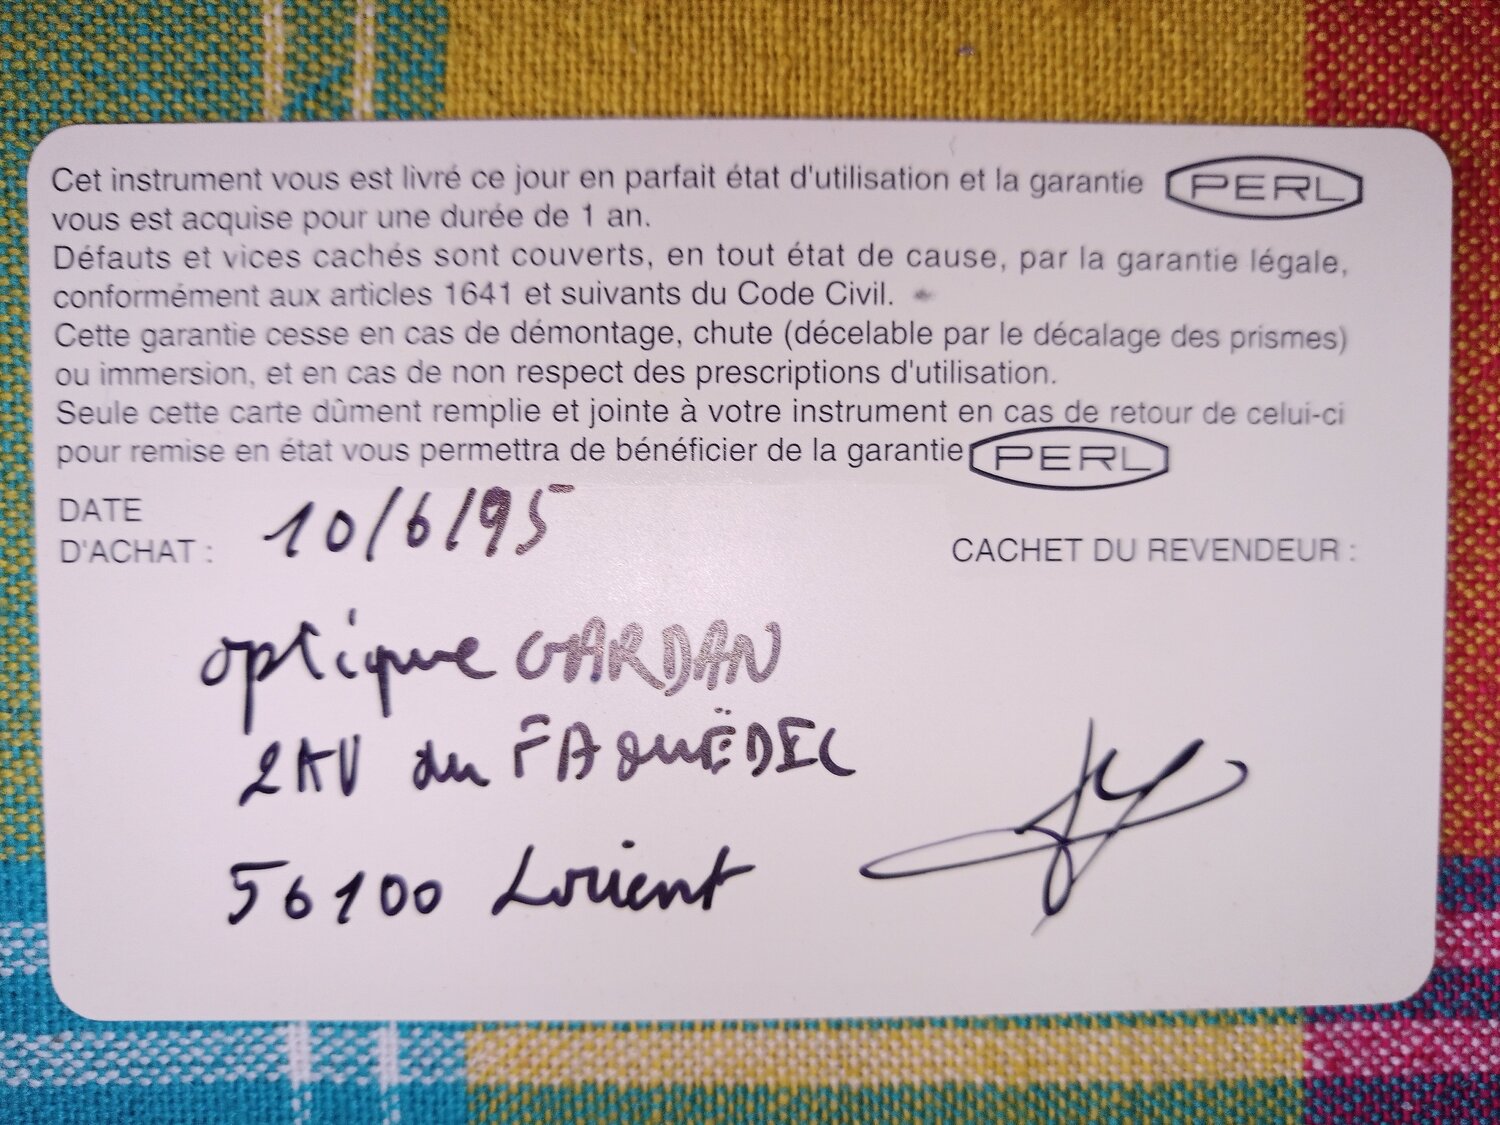 Cet instrument vous est livré ce jour en parfait état d'utilisation et la garantie PERL
vous est acquise pour une durée de 1 an.
Défauts et vices cachés sont couverts, en tout état de cause, par la garantie légale,
conformément aux articles 1641 et suivants du Code Civil.
Cette garantie cesse en cas de démontage, chute (décelable par le décalage des prismes)
ou immersion, et en cas de non respect des prescriptions d'utilisation.
Seule cette carte dûment remplie et jointe à votre instrument en cas de retour de celui-ci
pour remise en état vous permettra de bénéficier de la garantie PERL
DATE
D'ACHAT : 10/6/95
CACHET DU REVENDEUR :
optique GARDAN
2 AV du FAOUËDIC
56100 Lorient